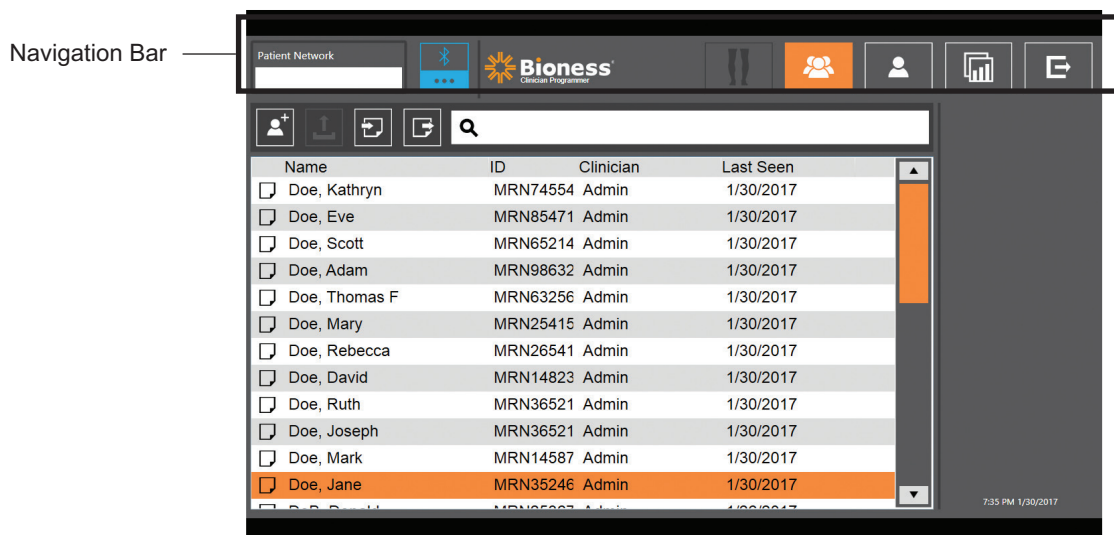 Navigation Bar
Patient Network
Bioness
Clinician Programmer
Name ID Clinician Last Seen
Doe, Kathryn MRN74554 Admin 1/30/2017
Doe, Eve MRN85471 Admin 1/30/2017
Doe, Scott MRN65214 Admin 1/30/2017
Doe, Adam MRN98632 Admin 1/30/2017
Doe, Thomas F MRN63256 Admin 1/30/2017
Doe, Mary MRN25415 Admin 1/30/2017
Doe, Rebecca MRN26541 Admin 1/30/2017
Doe, David MRN14823 Admin 1/30/2017
Doe, Ruth MRN36521 Admin 1/30/2017
Doe, Joseph MRN36521 Admin 1/30/2017
Doe, Mark MRN14587 Admin 1/30/2017
Doe, Jane MRN35246 Admin 1/30/2017
7:35 PM 1/30/2017